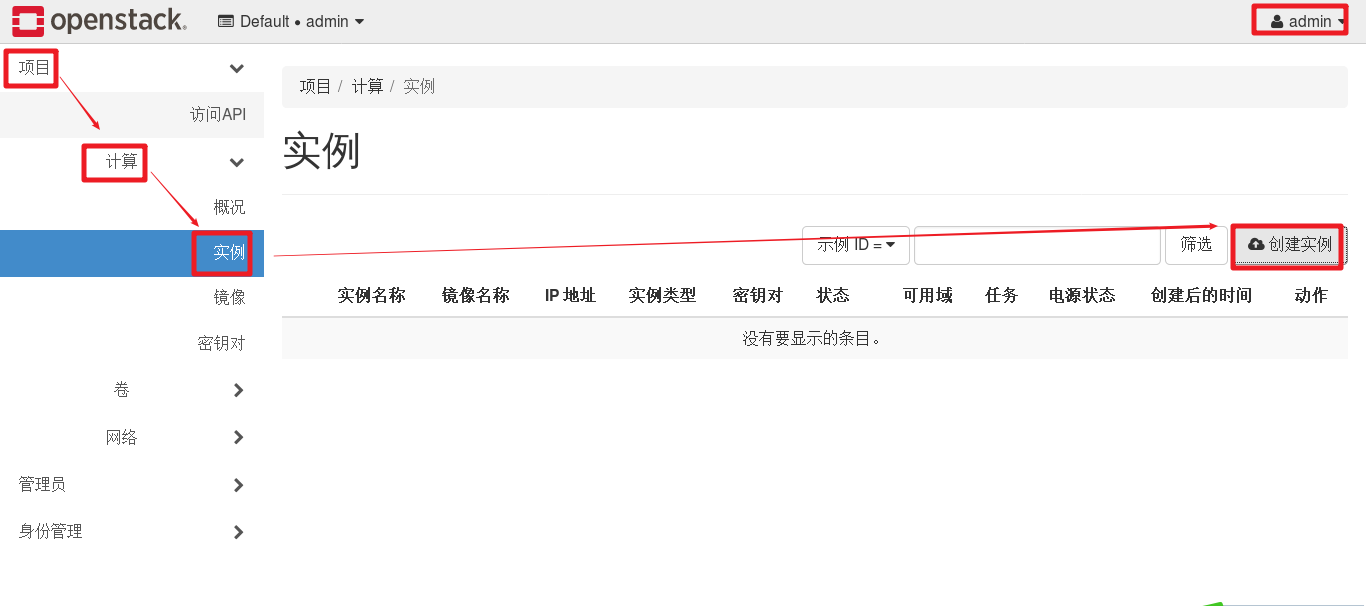 openstack. Default • admin admin
项目
访问API
计算
概况
实例
镜像
密钥对
卷
网络
管理员
身份管理
项目 / 计算 / 实例
实例
示例 ID = 筛选 创建实例
实例名称 镜像名称 IP 地址 实例类型 密钥对 状态 可用域 任务 电源状态 创建后的时间 动作
没有要显示的条目。